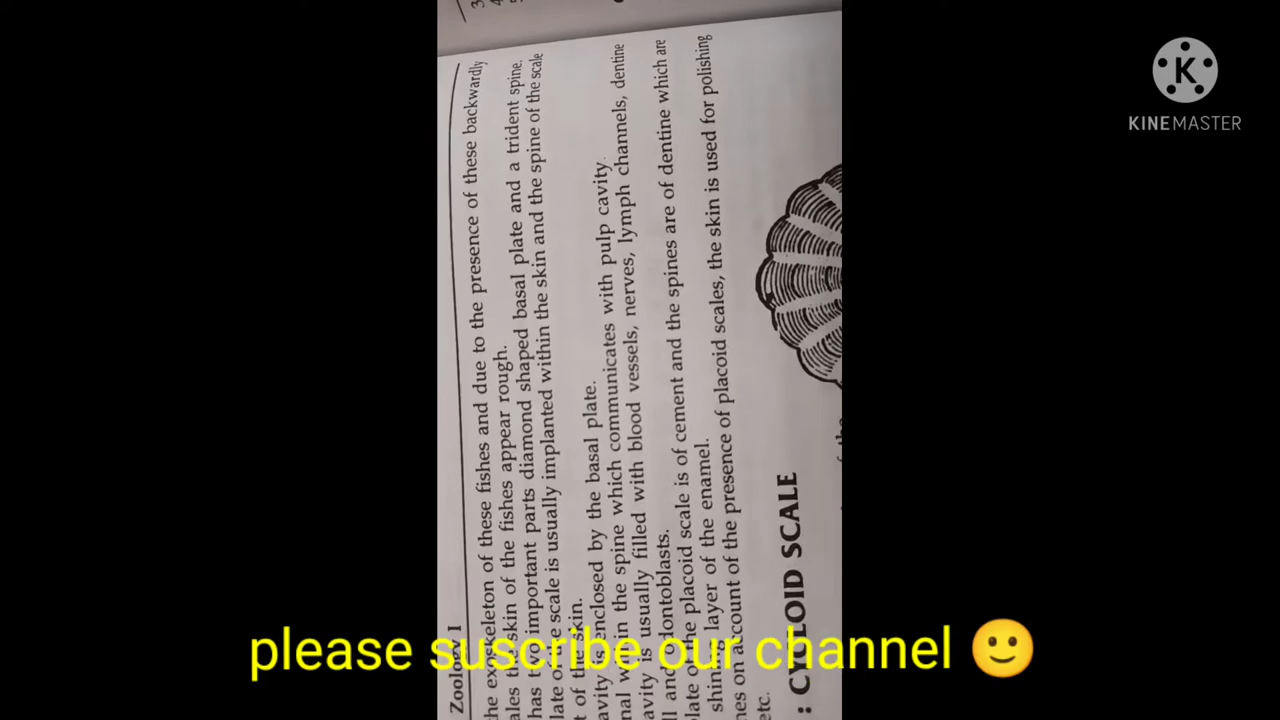 3
4
Zoology I
the exoskeleton of these fishes and due to the presence of these backwardly
ales the skin of the fishes appear rough.
has two important parts diamond shaped basal plate and a trident spine.
late of the scale is usually implanted within the skin and the spine of the scale
t of the skin.
avity is enclosed by the basal plate.
nal within the spine which communicates with pulp cavity.
avity is usually filled with blood vessels, nerves, lymph channels, dentine
ll and odontoblasts.
late of the placoid scale is of cement and the spines are of dentine which are
shining layer of the enamel.
nes on account of the presence of placoid scales, the skin is used for polishing
etc.
: CYCLOID SCALE
of the
K
KINEMASTER
please suscribe our channel 🙂